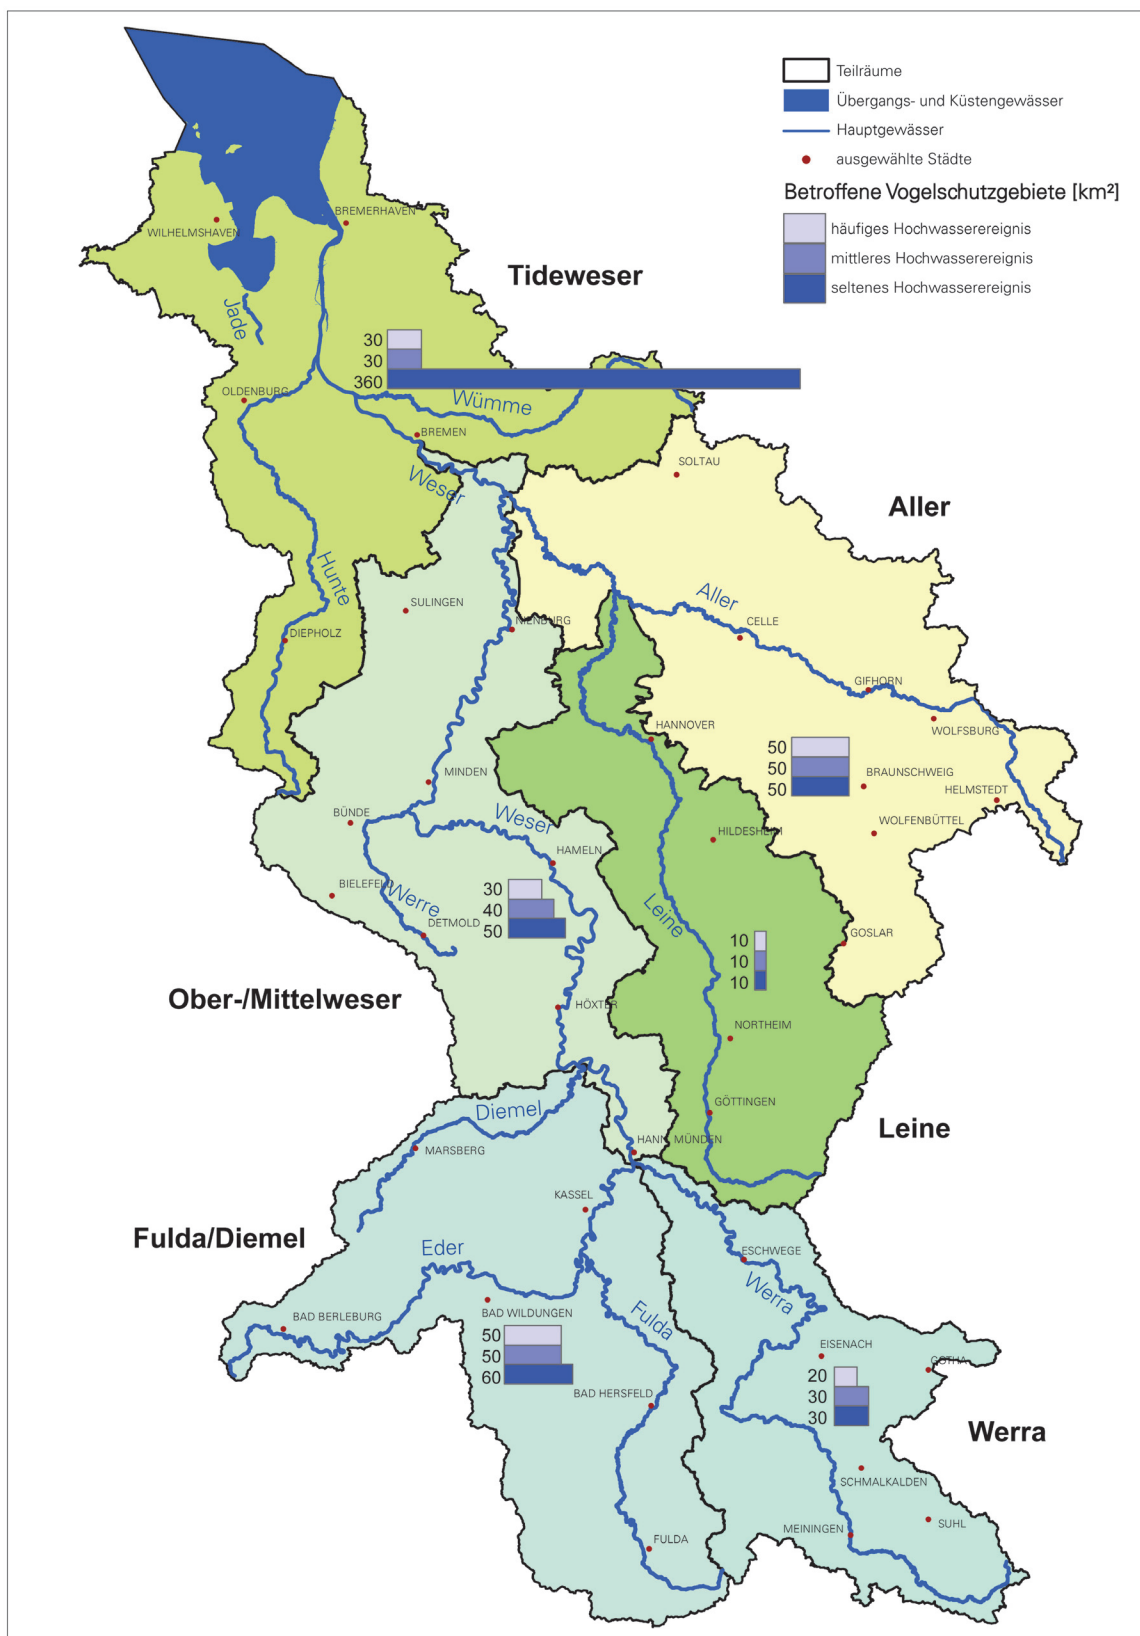 Teilräume
Übergangs- und Küstengewässer
Hauptgewässer
ausgewählte Städte
Betroffene Vogelschutzgebiete [km²]
häufiges Hochwasserereignis
mittleres Hochwasserereignis
seltenes Hochwasserereignis
BREMERHAVEN
WILHELMSHAVEN
Tideweser
Jade
30
30
360
OLDENBURG
Wümme
BREMEN
SOLTAU
Weser
Aller
Hunte
Aller
SULINGEN
NIENBURG
CELLE
DIEPHOLZ
GIFHORN
HANNOVER
WOLFSBURG
50
50
50
BRAUNSCHWEIG
MINDEN
HELMSTEDT
BÜNDE
Weser
WOLFENBÜTTEL
HILDESHEIM
HAMELN
BIELEFELD
Werre
30
40
50
Leine
DETMOLD
GOSLAR
10
10
10
Ober-/Mittelweser
HÖXTER
NORTHEIM
Diemel
GÖTTINGEN
Leine
HANN. MÜNDEN
MARSBERG
KASSEL
Fulda/Diemel
Eder
ESCHWEGE
Werra
BAD BERLEBURG
BAD WILDUNGEN
Fulda
50
50
60
EISENACH
GOTHA
20
30
30
BAD HERSFELD
Werra
SCHMALKALDEN
SUHL
MEININGEN
FULDA